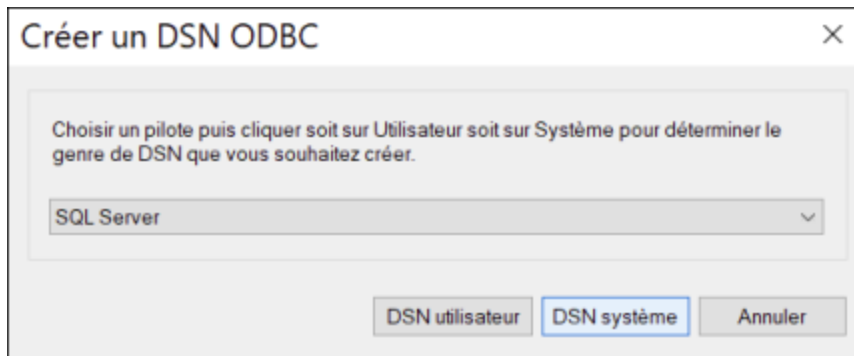 Créer un DSN ODBC
Choisir un pilote puis cliquer soit sur Utilisateur soit sur Système pour déterminer le
genre de DSN que vous souhaitez créer.
SQL Server
DSN utilisateur DSN système Annuler